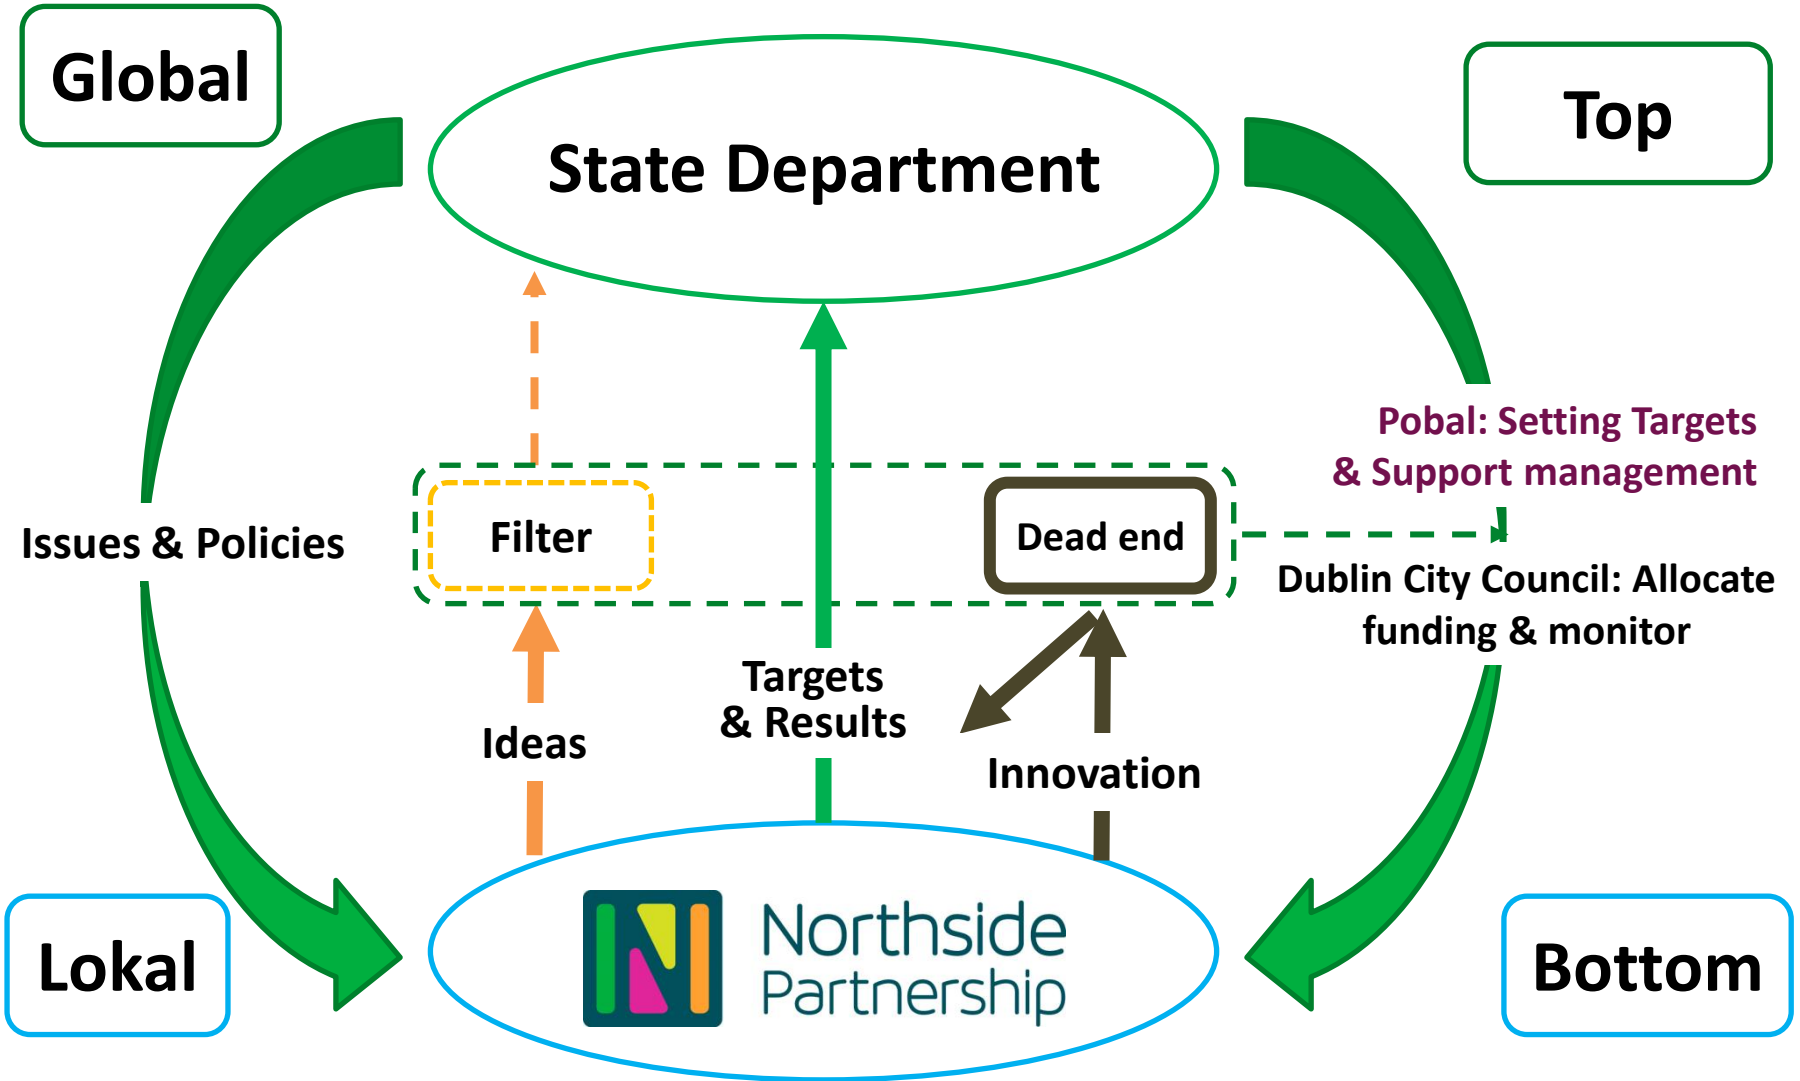 Global
Top
State Department
Pobal: Setting Targets
& Support management
Issues & Policies
Filter
Dead end
Dublin City Council: Allocate
funding & monitor
Targets
& Results
Ideas
Innovation
Lokal
Northside
Partnership
Bottom